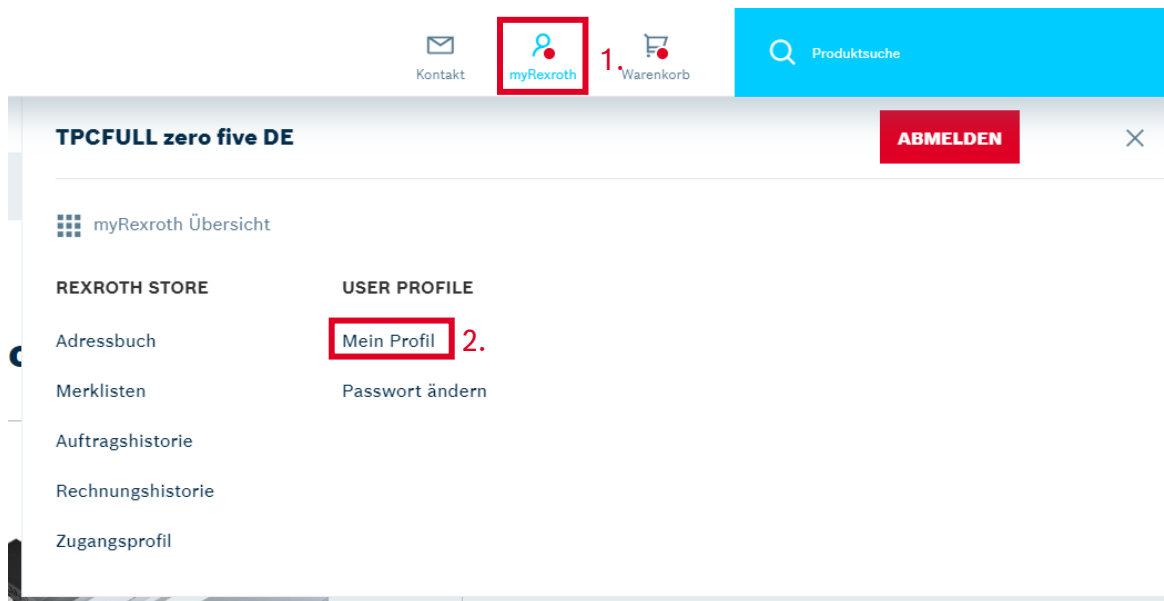 Kontakt
myRexroth
1.
Warenkorb
Produktsuche
TPCFULL zero five DE
ABMELDEN
myRexroth Übersicht
REXROTH STORE
USER PROFILE
Adressbuch
Mein Profil
2.
Merklisten
Passwort ändern
Auftragshistorie
Rechnungshistorie
Zugangsprofil